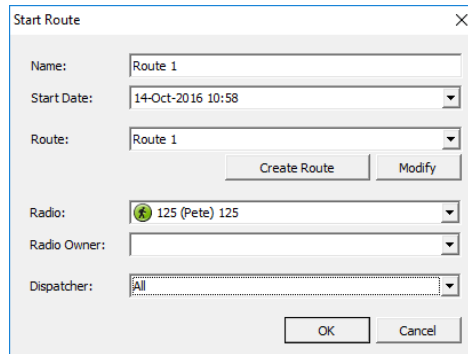 Start Route
Name: Route 1
Start Date: 14-Oct-2016 10:58
Route: Route 1
Create Route Modify
Radio: 125 (Pete) 125
Radio Owner:
Dispatcher: All
OK Cancel